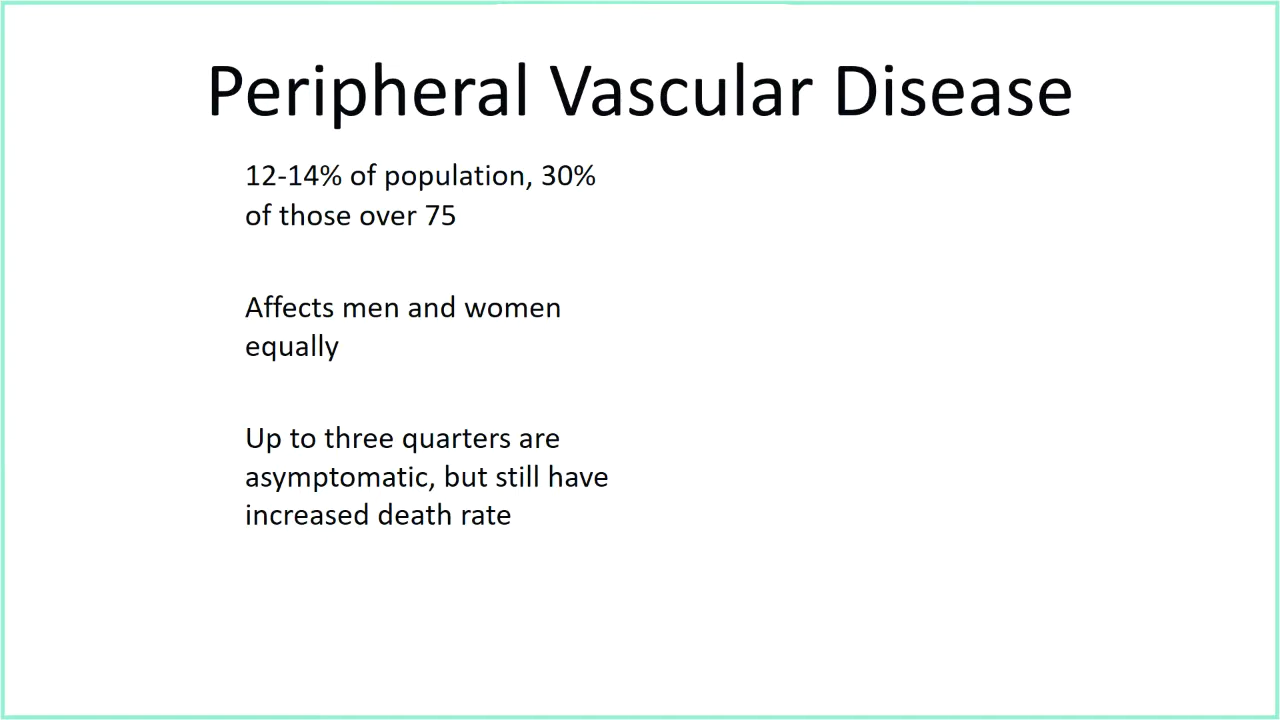 Peripheral Vascular Disease
12-14% of population, 30%
of those over 75
Affects men and women
equally
Up to three quarters are
asymptomatic, but still have
increased death rate